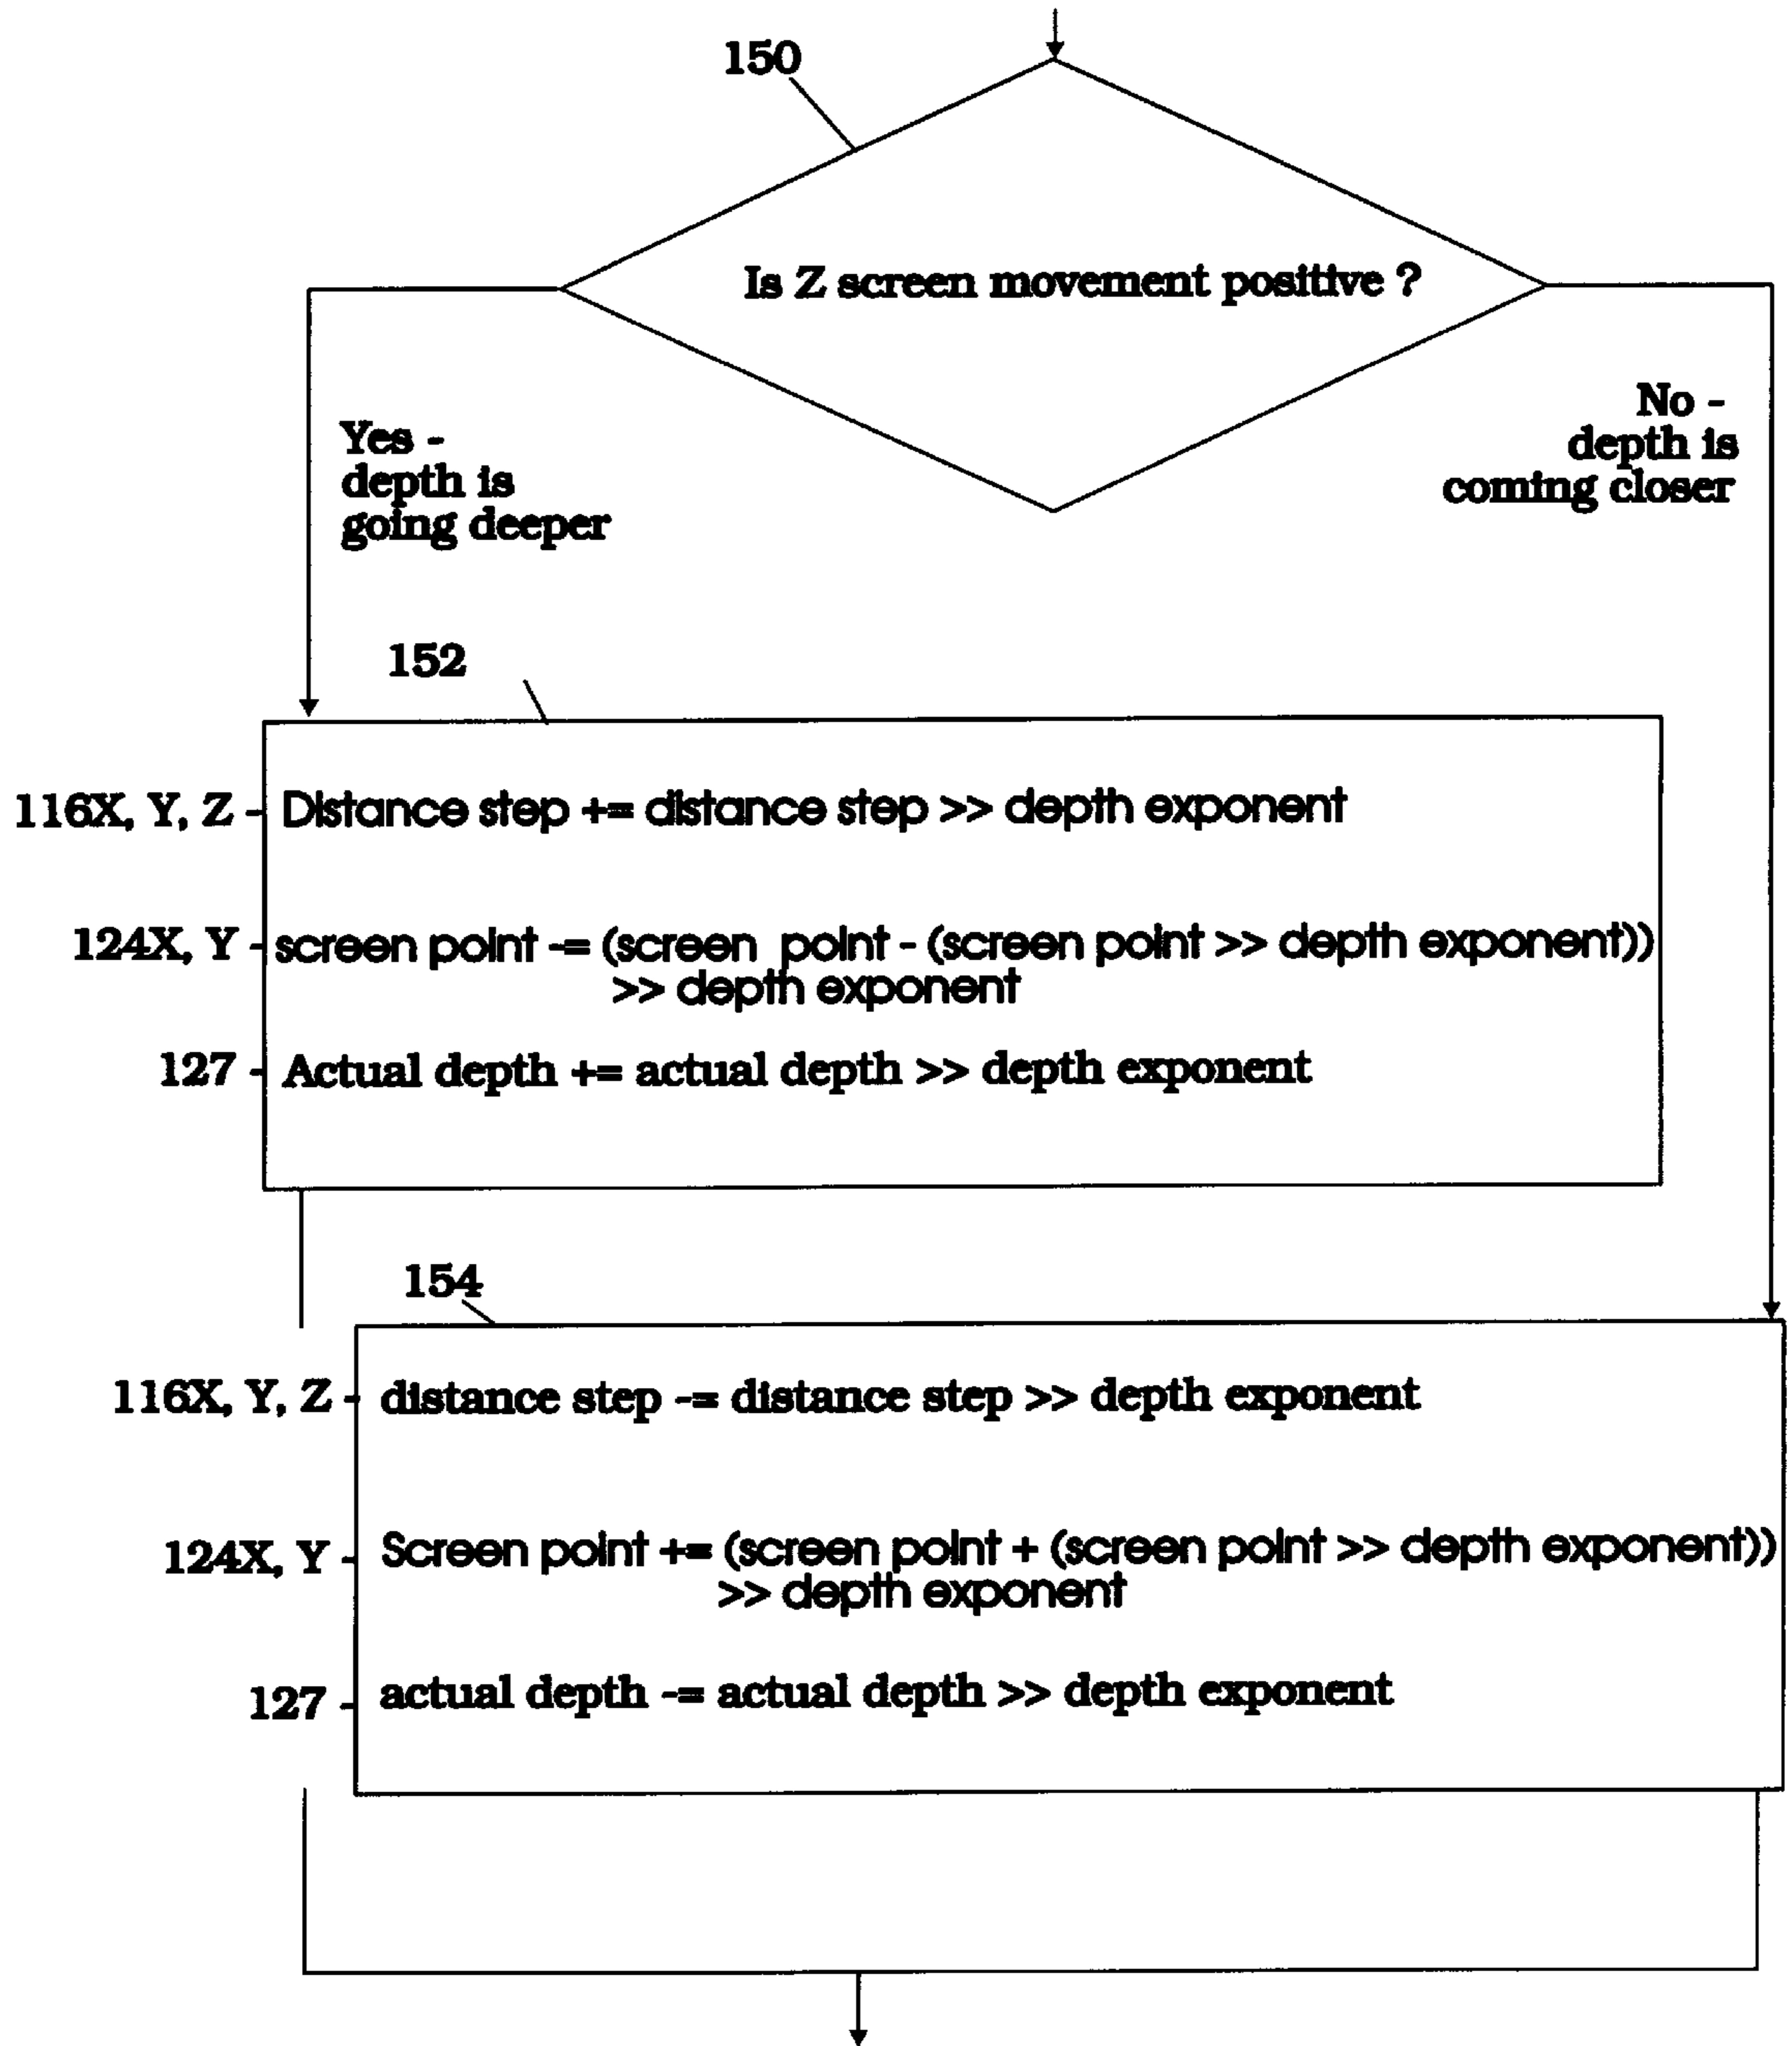 150
Is Z screen movement positive ?
Yes -
depth is
going deeper
No -
depth is
coming closer
152
116X, Y, Z - Distance step += distance step >> depth exponent
124X, Y - screen point -= (screen point - (screen point >> depth exponent))
>> depth exponent
127 - Actual depth += actual depth >> depth exponent
154
116X, Y, Z - distance step -= distance step >> depth exponent
124X, Y - Screen point += (screen point + (screen point >> depth exponent))
>> depth exponent
127 - actual depth -= actual depth >> depth exponent